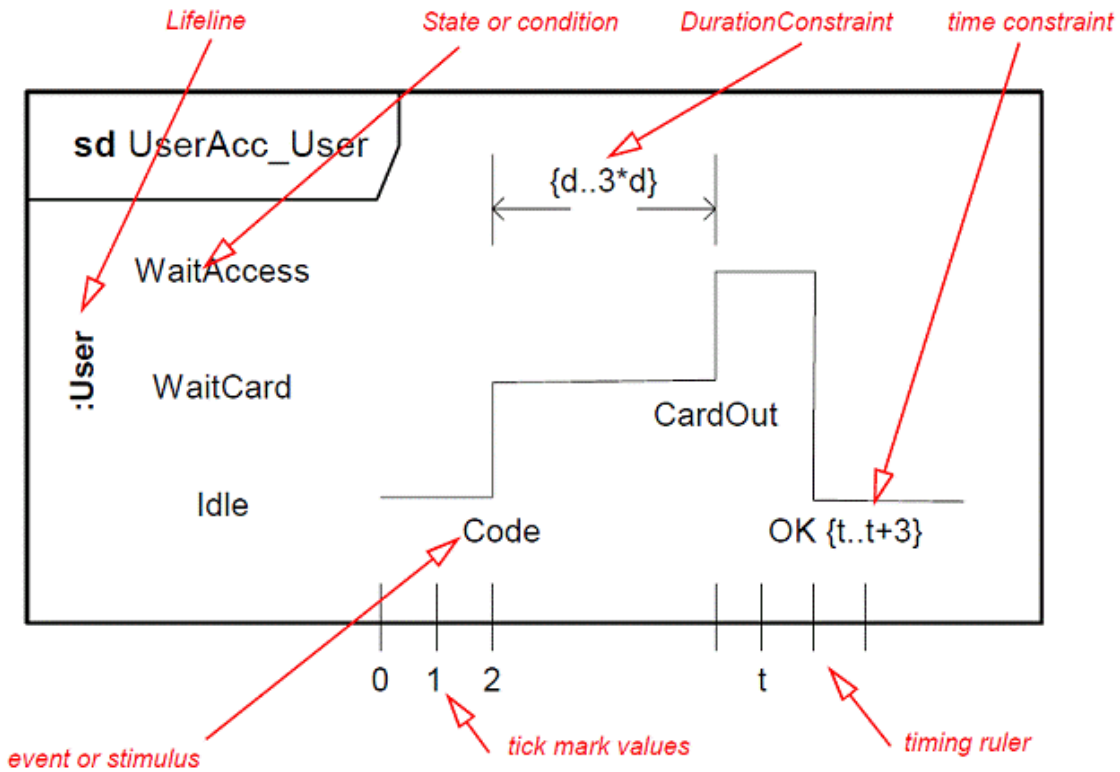 Lifeline State or condition DurationConstraint time constraint
sd UserAcc_User
{d..3*d}
WaitAccess
:User
WaitCard
CardOut
Idle
Code OK {t..t+3}
0 1 2 t
event or stimulus tick mark values timing ruler